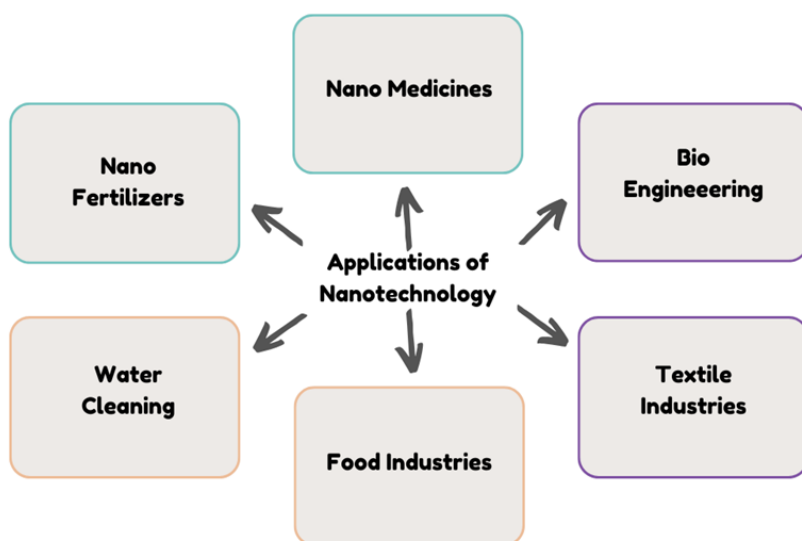 Nano Medicines
Nano
Fertilizers
Bio
Engineeering
Applications of
Nanotechnology
Water
Cleaning
Food Industries
Textile
Industries